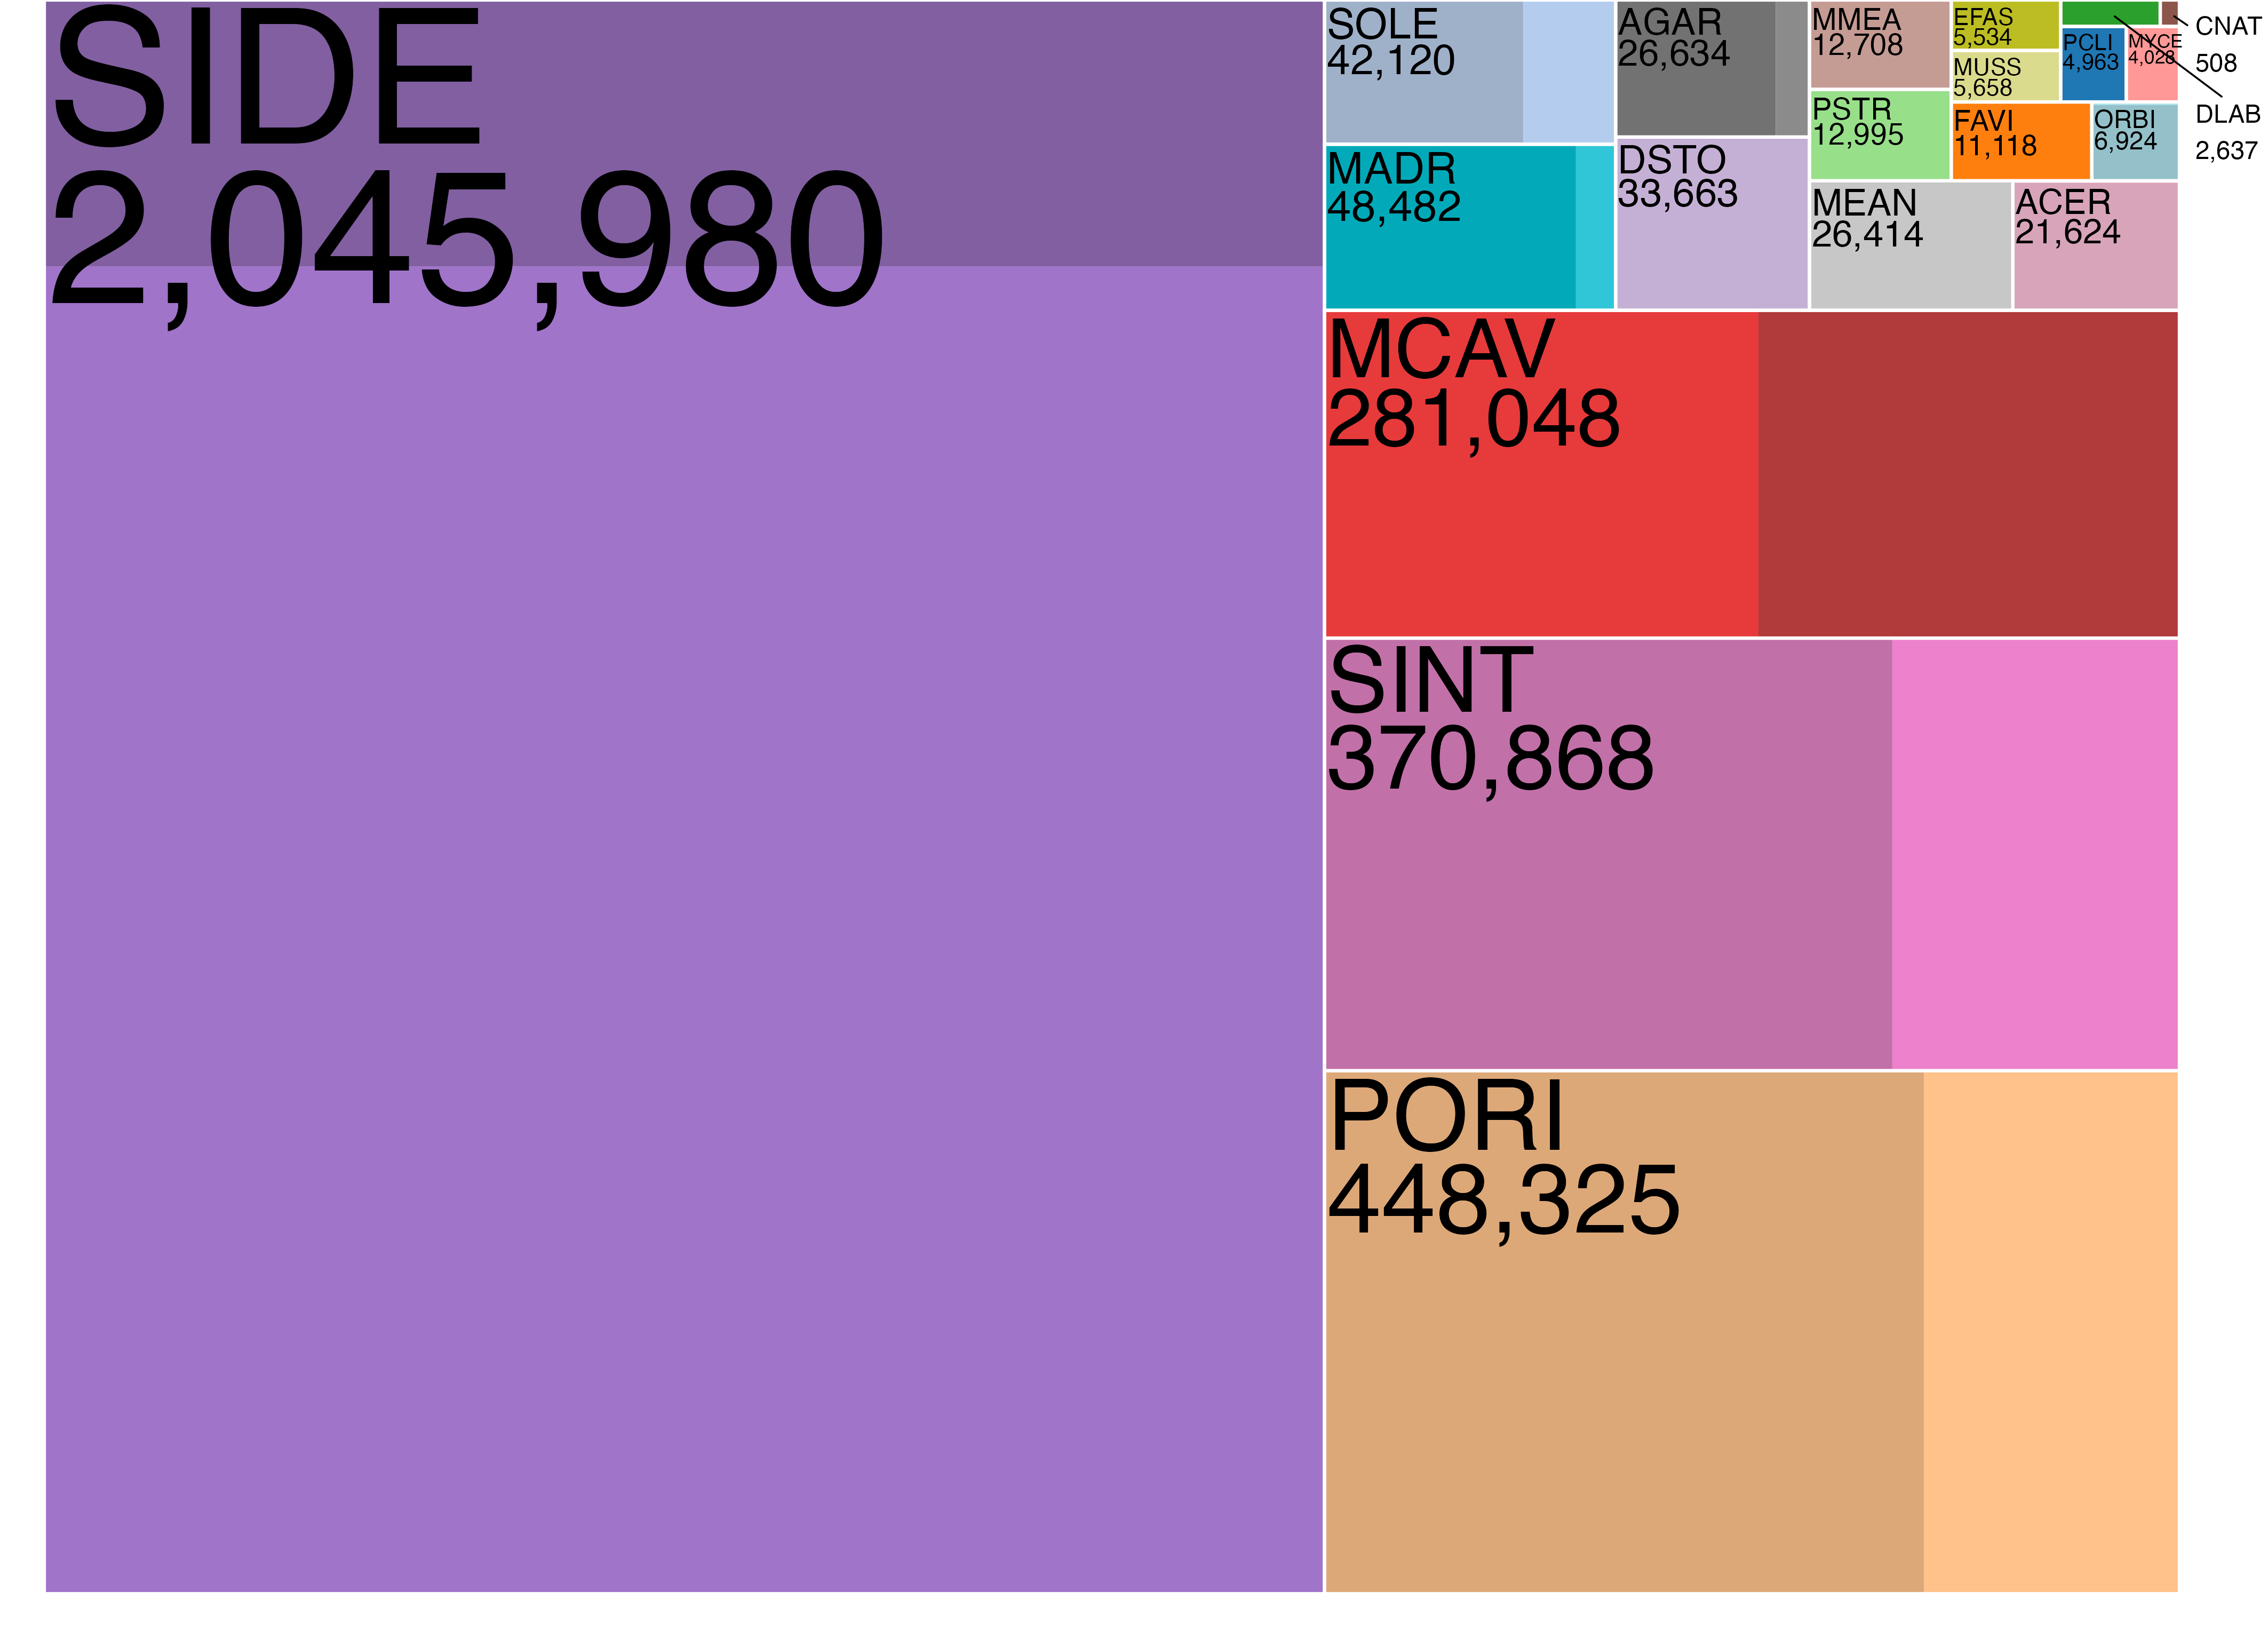 SIDE
2,045,980
SOLE
42,120
AGAR
26,634
MMEA
12,708
EFAS
5,534
MUSS
5,658
PCLI
4,963
MYCE
4,028
CNAT
508
DLAB
2,637
PSTR
12,995
FAVI
11,118
ORBI
6,924
MADR
48,482
DSTO
33,663
MEAN
26,414
ACER
21,624
MCAV
281,048
SINT
370,868
PORI
448,325